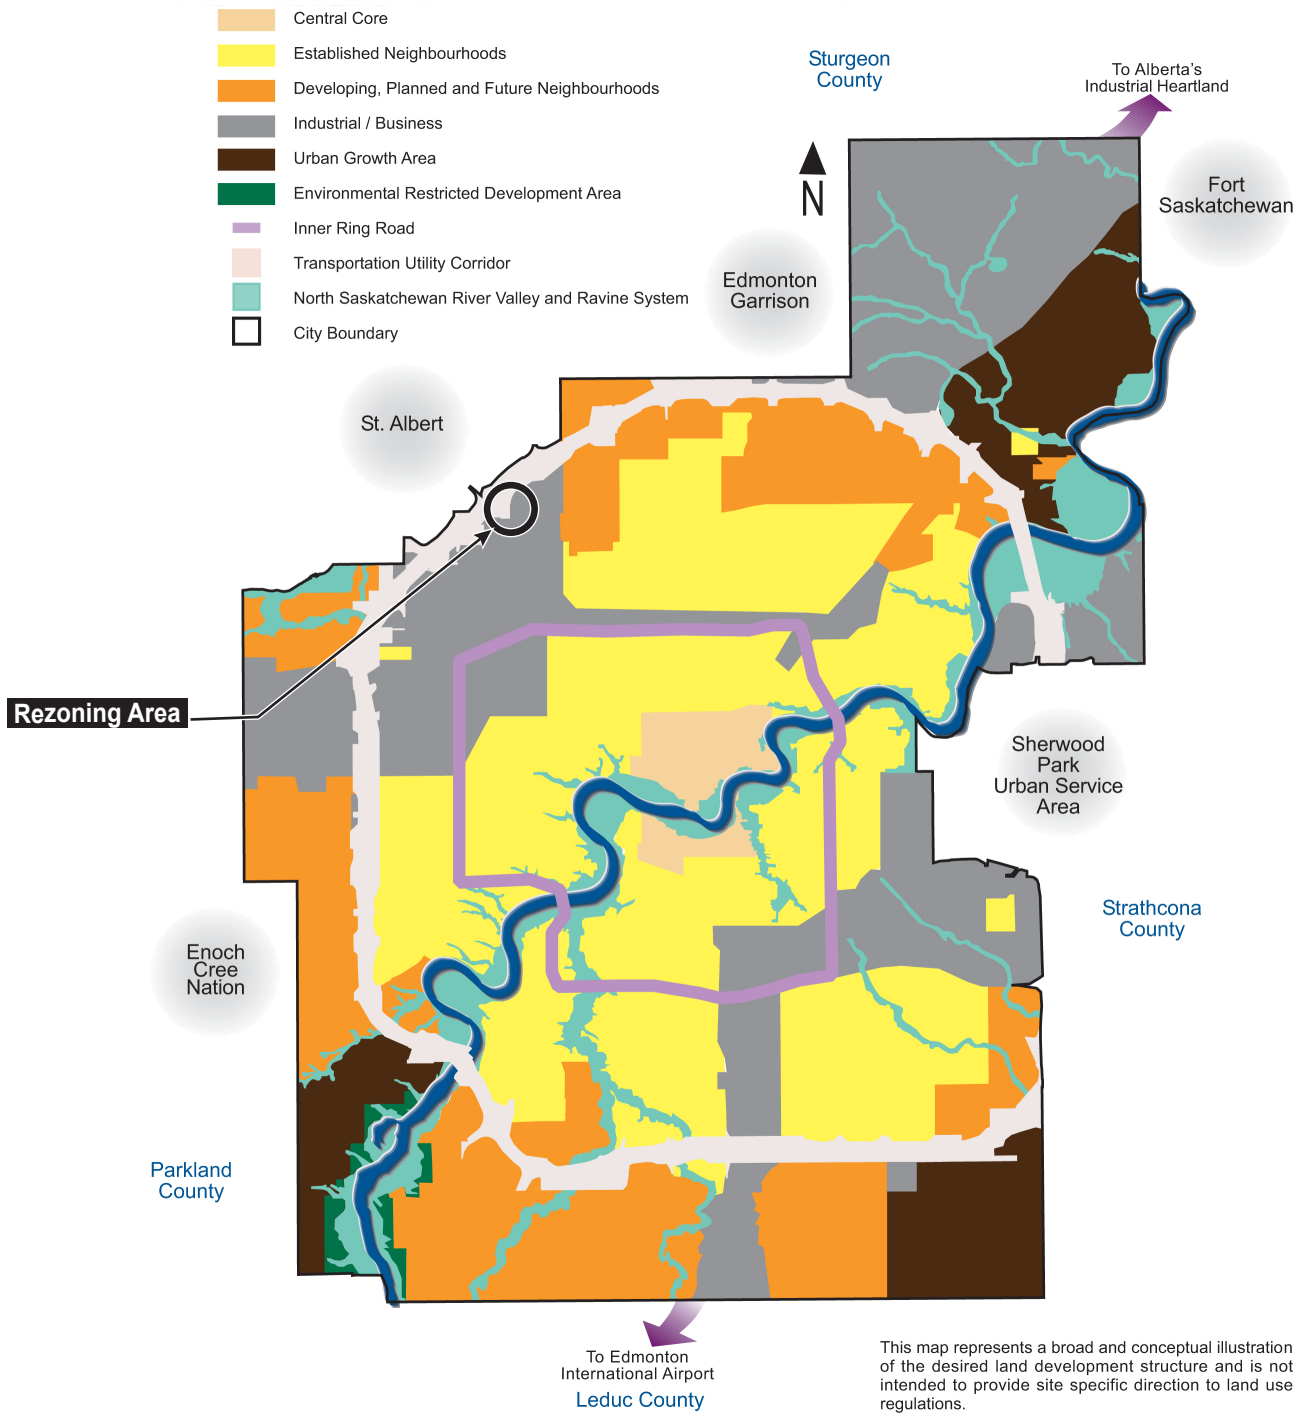 Central Core
Established Neighbourhoods
Developing, Planned and Future Neighbourhoods
Industrial / Business
Urban Growth Area
Environmental Restricted Development Area
Inner Ring Road
Transportation Utility Corridor
North Saskatchewan River Valley and Ravine System
City Boundary
Sturgeon
County
To Alberta's
Industrial Heartland
N
Fort
Saskatchewan
Edmonton
Garrison
St. Albert
Rezoning Area
Sherwood
Park
Urban Service
Area
Strathcona
County
Enoch
Cree
Nation
Parkland
County
To Edmonton
International Airport
Leduc County
This map represents a broad and conceptual illustration
of the desired land development structure and is not
intended to provide site specific direction to land use
regulations.